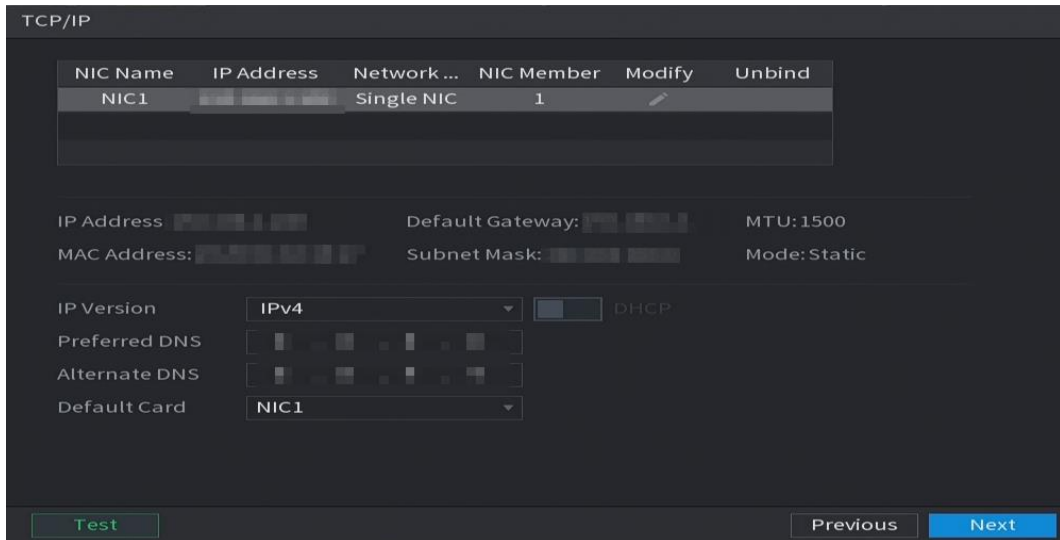 TCP/IP
NIC Name IP Address Network ... NIC Member Modify Unbind
NIC1 Single NIC 1
IP Address Default Gateway: MTU:1500
MAC Address: Subnet Mask: Mode:Static
IP Version IPv4 DHCP
Preferred DNS
Alternate DNS
Default Card NIC1
Test Previous Next